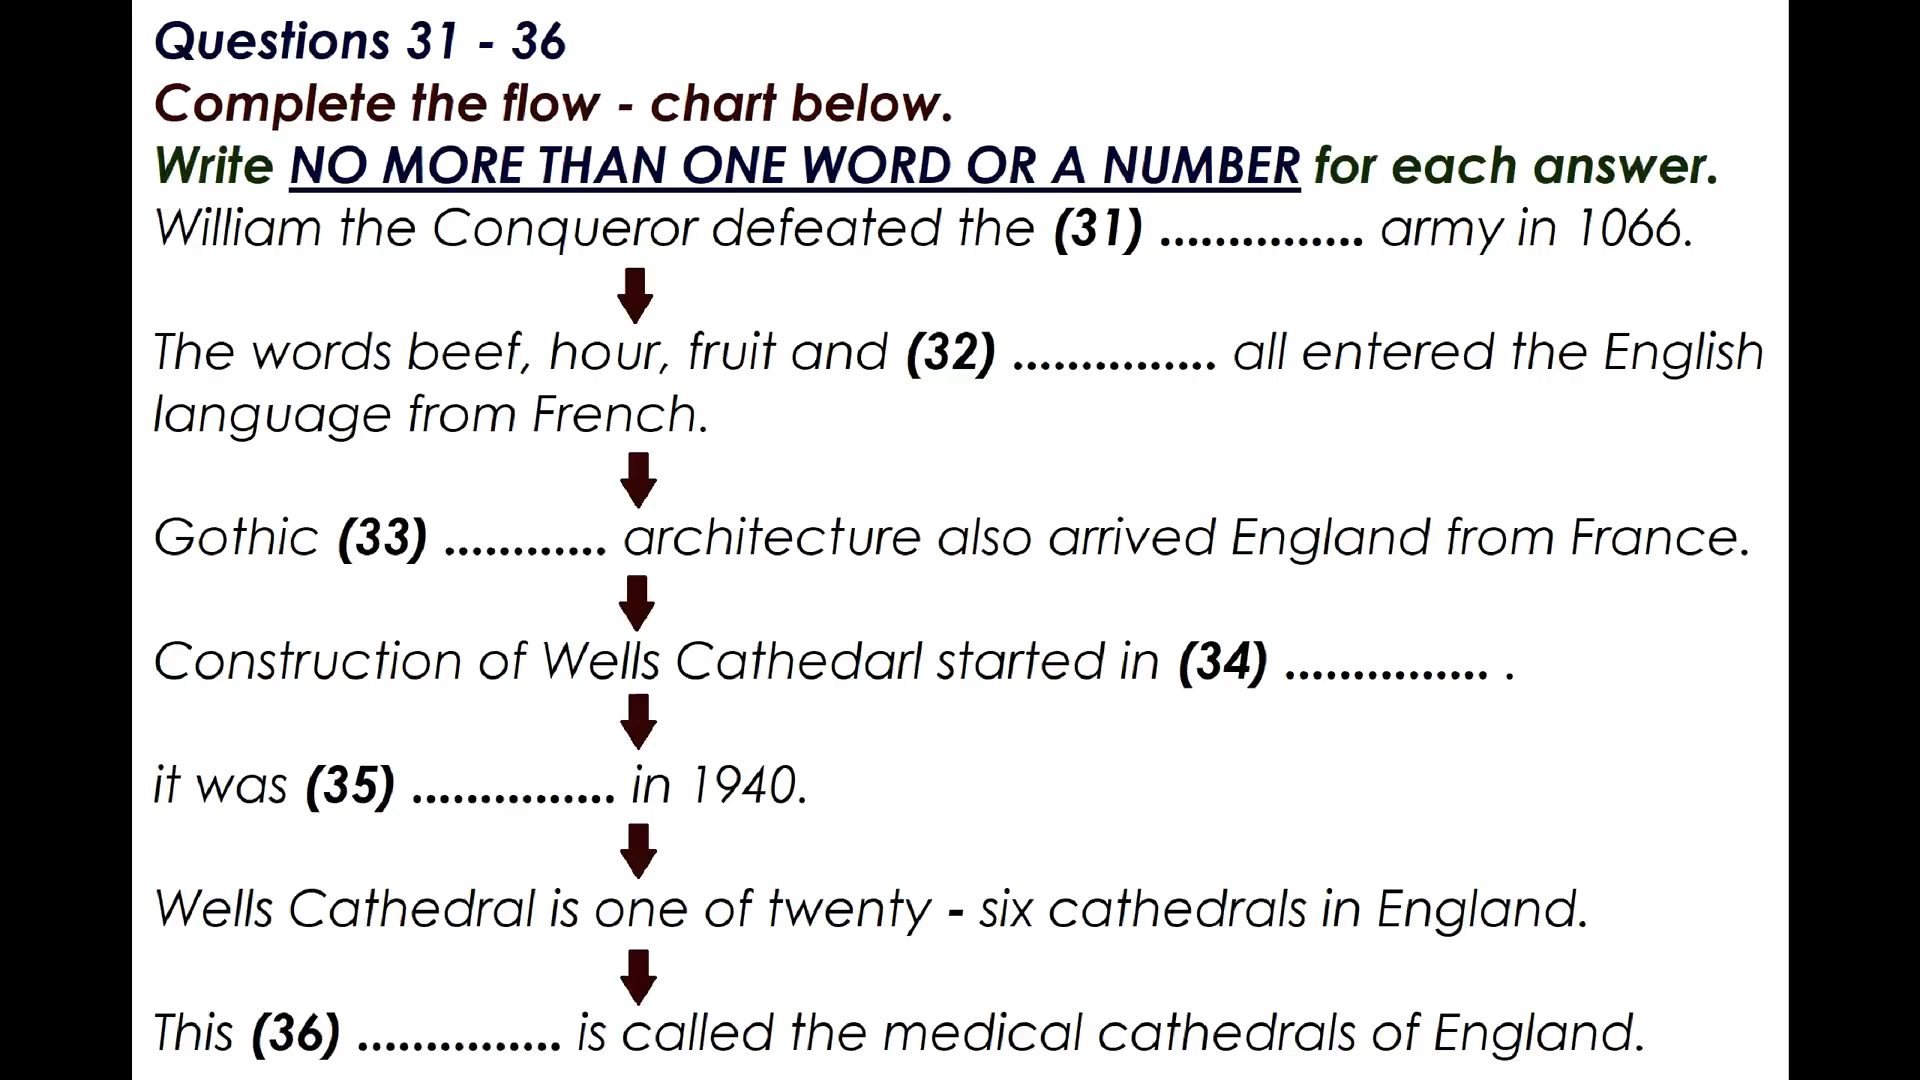 Questions 31 - 36
Complete the flow - chart below.
Write NO MORE THAN ONE WORD OR A NUMBER for each answer.
William the Conqueror defeated the (31) ............... army in 1066.
The words beef, hour, fruit and (32) ............... all entered the English
language from French.
Gothic (33) ............ architecture also arrived England from France.
Construction of Wells Cathedarl started in (34) ............... .
it was (35) ............... in 1940.
Wells Cathedral is one of twenty - six cathedrals in England.
This (36) ............... is called the medical cathedrals of England.